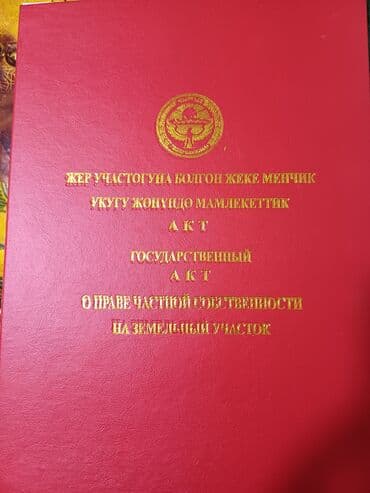 ЖЕР УЧАСТОГУНА БОЛГОН ЖЕКЕ МЕНЧИК
УКУГУ ЖӨНҮНДӨ МАМЛЕКЕТТИК
АКТ
ГОСУДАРСТВЕННЫЙ
АКТ
О ПРАВЕ ЧАСТНОЙ СОБСТВЕННОСТИ
НА ЗЕМЕЛЬНЫЙ УЧАСТОК